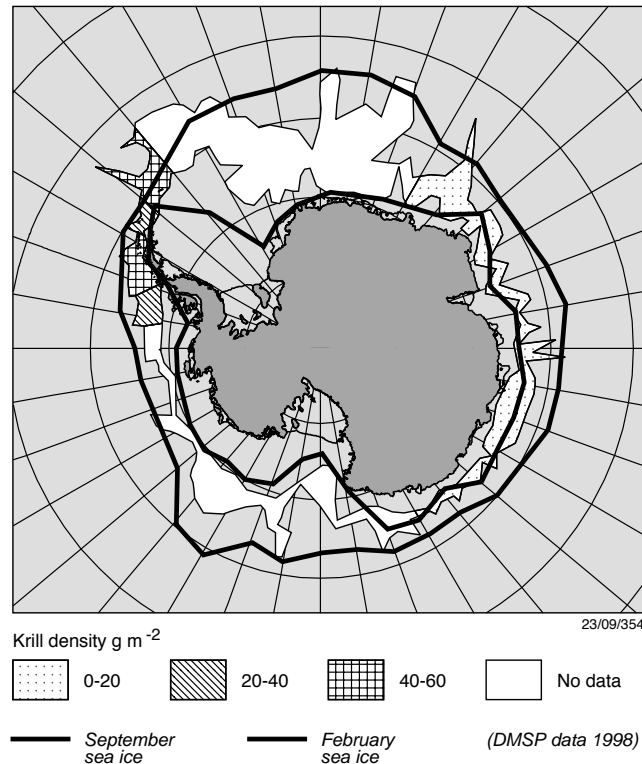 23/09/354
Krill density g m -2
0-20 20-40 40-60 No data
September sea ice February sea ice (DMSP data 1998)